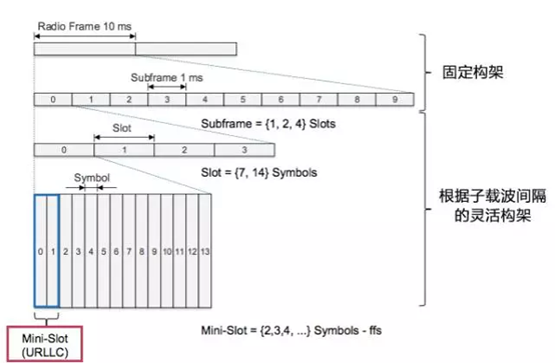 Radio Frame 10 ms
固定构架
Subframe 1 ms
0 1 2 3 4 5 6 7 8 9
Subframe = {1, 2, 4} Slots
Slot
0 1 2 3
Slot = {7, 14} Symbols
Symbol
根据子载波间隔
的灵活构架
0 1 2 3 4 5 6 7 8 9 10 11 12 13
Mini-Slot = {2,3,4, ...} Symbols - ffs
Mini-Slot
(URLLC)